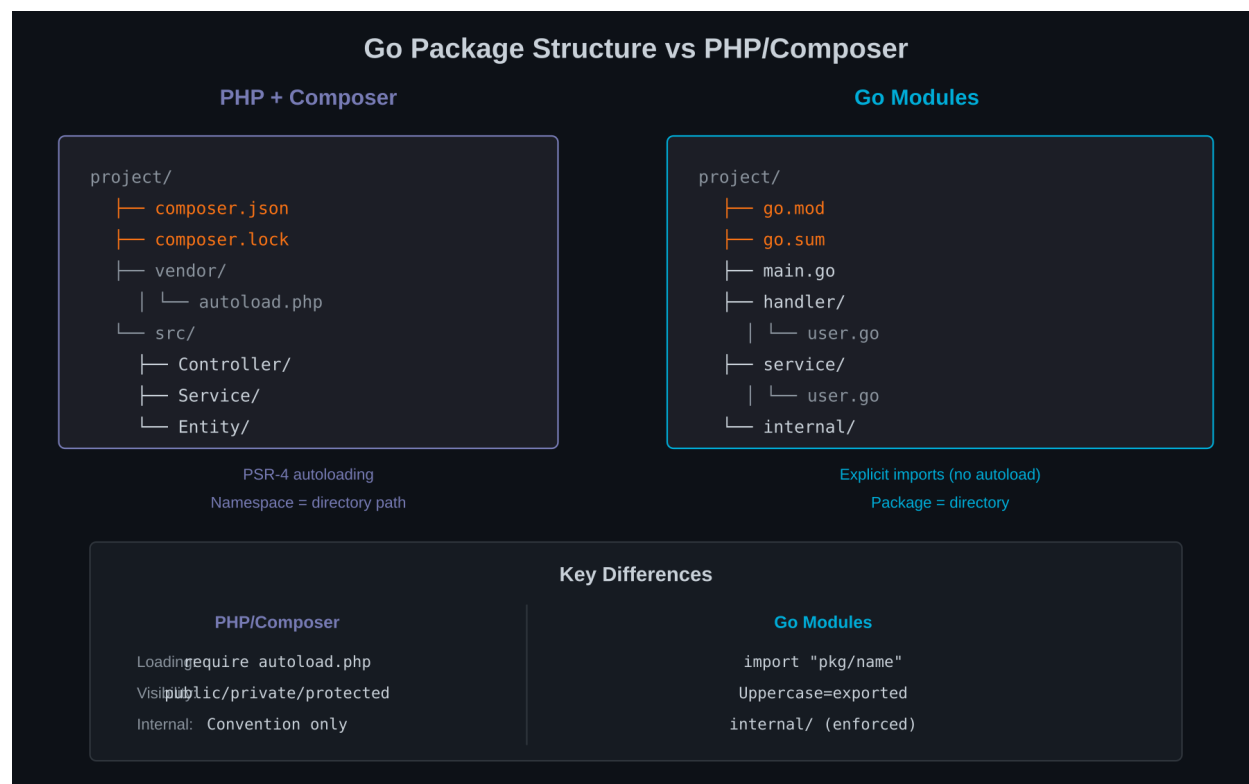 Go Package Structure vs PHP/Composer
PHP + Composer
project/
├── composer.json
├── composer.lock
├── vendor/
│ └── autoload.php
└── src/
├── Controller/
├── Service/
└── Entity/
PSR-4 autoloading
Namespace = directory path
Go Modules
project/
├── go.mod
├── go.sum
├── main.go
├── handler/
│ └── user.go
├── service/
│ └── user.go
└── internal/
Explicit imports (no autoload)
Package = directory
Key Differences
PHP/Composer
Go Modules
Loading: require autoload.php import "pkg/name"
Visibility: public/private/protected Uppercase=exported
Internal: Convention only internal/ (enforced)